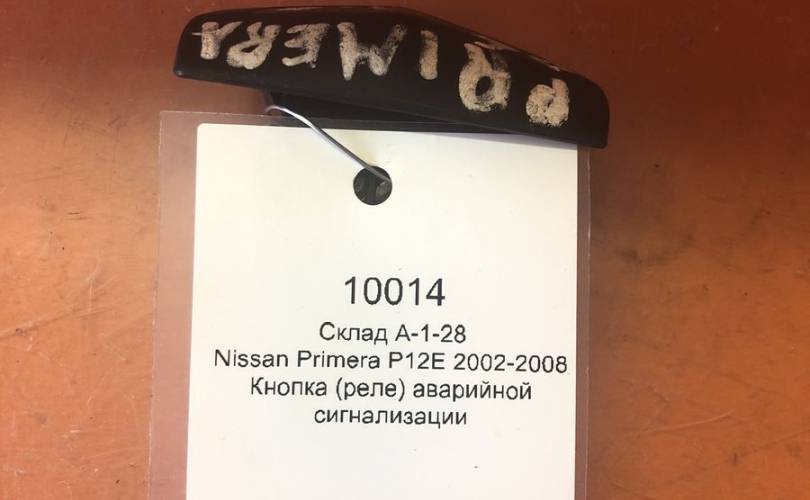 PRIMERA
10014
Склад А-1-28
Nissan Primera P12E 2002-2008
Кнопка (реле) аварийной
сигнализации